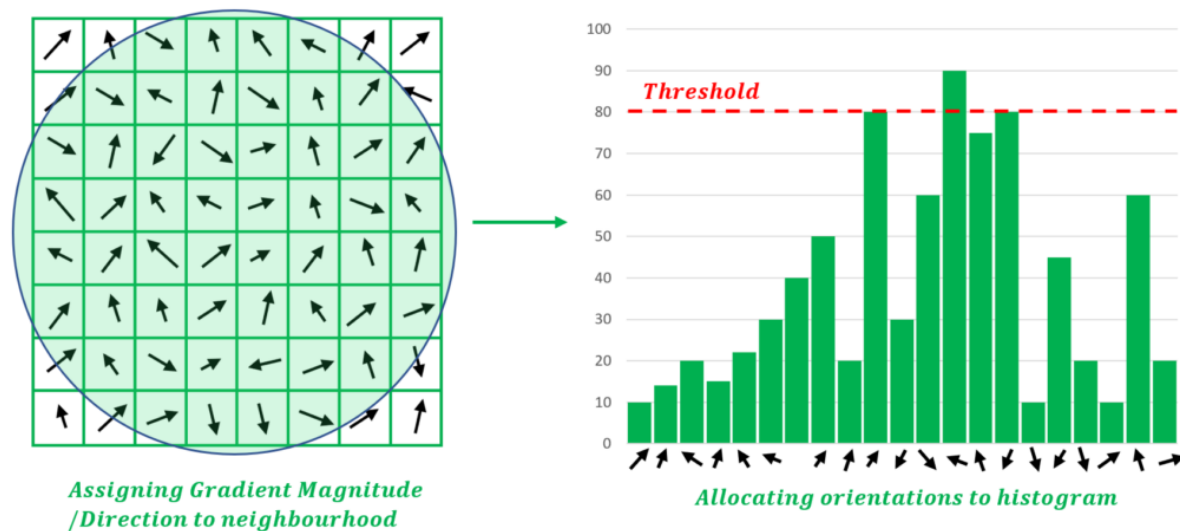 100
90
Threshold
80
70
60
50
40
30
20
10
0
Assigning Gradient Magnitude
/Direction to neighbourhood
Allocating orientations to histogram